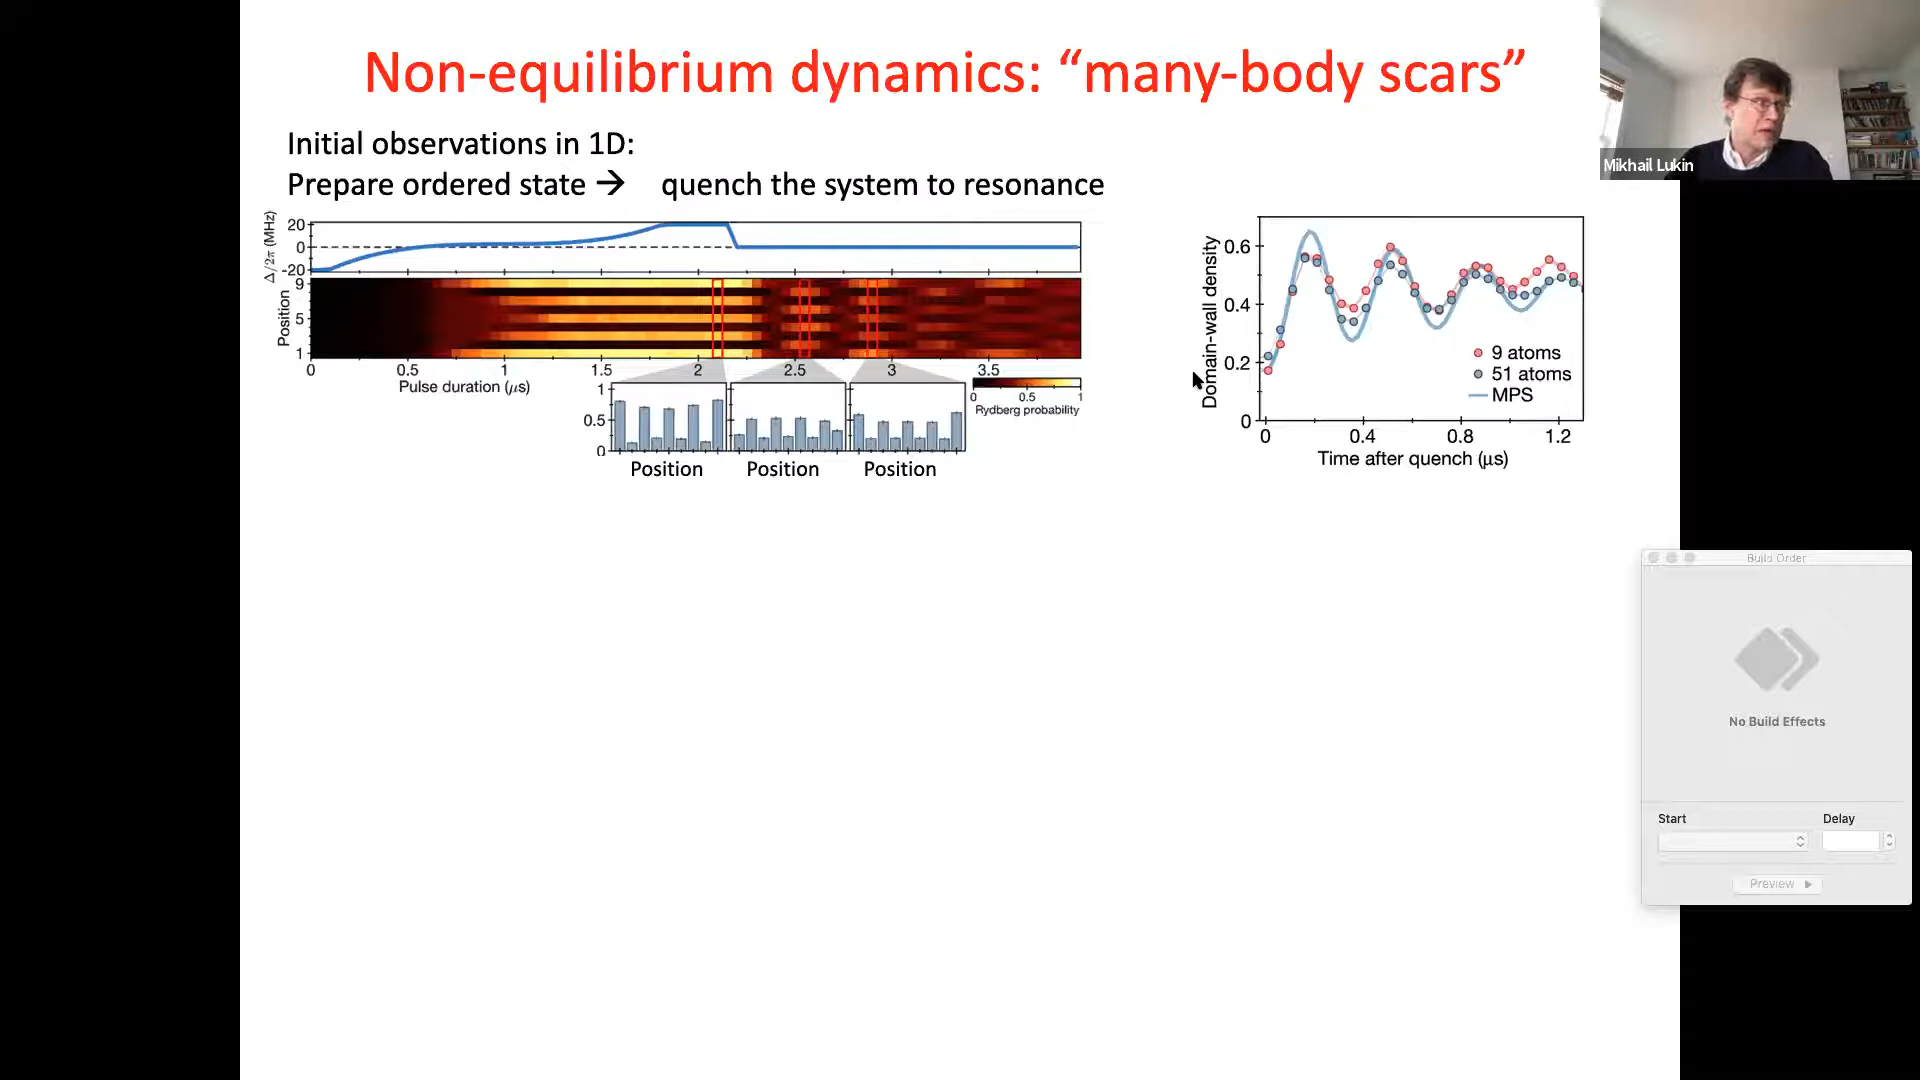 Non-equilibrium dynamics: “many-body scars”
Mikhail Lukin
Initial observations in 1D:
Prepare ordered state → quench the system to resonance
Δ/2π (MHz)
20
0
-20
Position
9
5
1
0 0.5 1 1.5 2 2.5 3 3.5
Pulse duration (μs)
1
0.5
0
Position Position Position
0 0.5 1
Rydberg probability
Domain-wall density
0.6
0.4
0.2
0
9 atoms
51 atoms
MPS
0 0.4 0.8 1.2
Time after quench (μs)
Build Order
No Build Effects
Start Delay
Preview